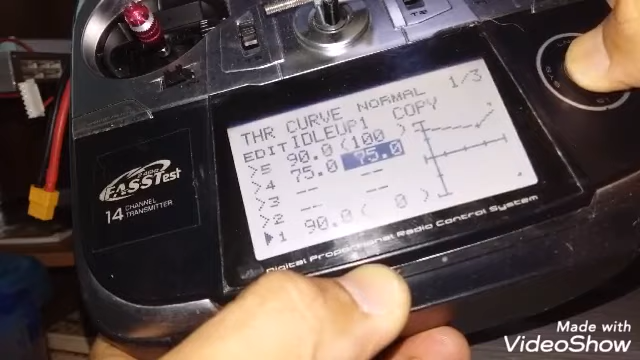 THR CURVE NORMAL 1/3
EDIT IDLEUP1 COPY
>5 90.0 (100 )
>4 75.0 75.0
>3 -- --
>2 -- --
▶1 90.0 ( 0 )
FASSTest
14 CHANNEL
TRANSMITTER
Digital Proportional Radio Control System
Made with
VideoShow